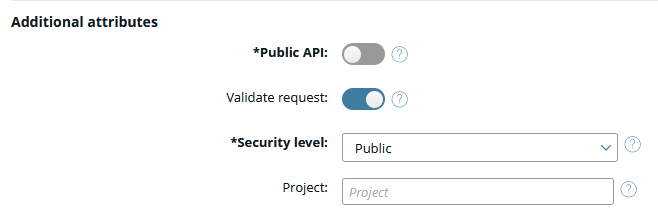 Additional attributes
*Public API: ?
Validate request: ?
*Security level: Public ?
Project: Project ?